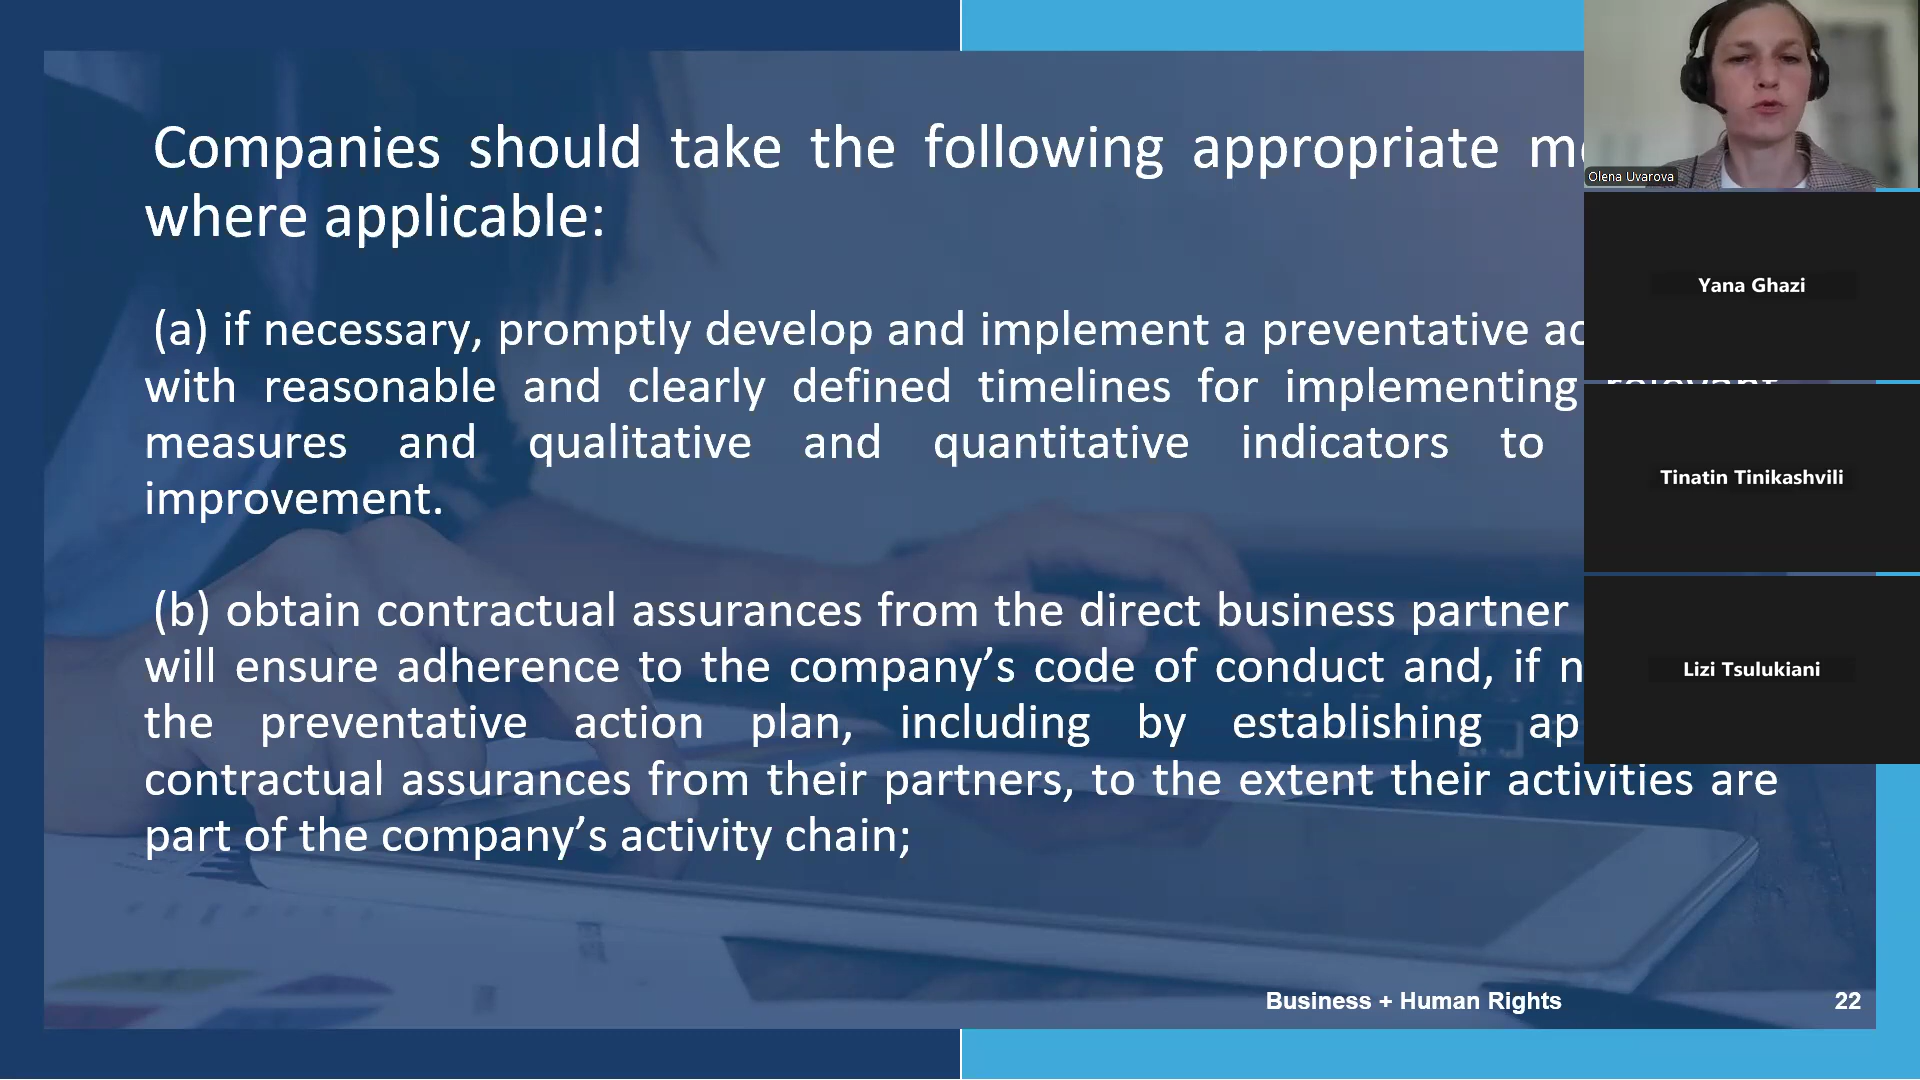 Companies should take the following appropriate
where applicable:
(a) if necessary, promptly develop and implement a preventative
with reasonable and clearly defined timelines for implementing relevant
measures and qualitative and quantitative indicators to
improvement.
(b) obtain contractual assurances from the direct business partner
will ensure adherence to the company’s code of conduct and, if
the preventative action plan, including by establishing
contractual assurances from their partners, to the extent their activities are
part of the company’s activity chain;
Business + Human Rights
22
Olena Uvarova
Yana Ghazi
Tinatin Tinikashvili
Lizi Tsulukiani